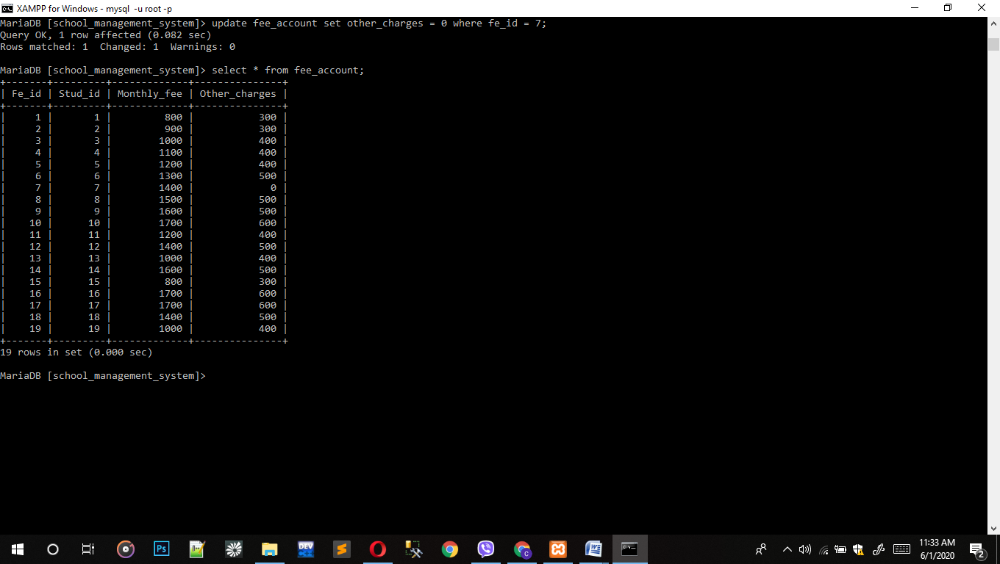 XAMPP for Windows - mysql  -u root -p
MariaDB [school_management_system]> update fee_account set other_charges = 0 where fe_id = 7;
Query OK, 1 row affected (0.082 sec)
Rows matched: 1  Changed: 1  Warnings: 0
MariaDB [school_management_system]> select * from fee_account;
+-------+---------+-------------+---------------+
| Fe_id | Stud_id | Monthly_fee | Other_charges |
+-------+---------+-------------+---------------+
|     1 |       1 |         800 |           300 |
|     2 |       2 |         900 |           300 |
|     3 |       3 |        1000 |           400 |
|     4 |       4 |        1100 |           400 |
|     5 |       5 |        1200 |           400 |
|     6 |       6 |        1300 |           500 |
|     7 |       7 |        1400 |             0 |
|     8 |       8 |        1500 |           500 |
|     9 |       9 |        1600 |           500 |
|    10 |      10 |        1700 |           600 |
|    11 |      11 |        1200 |           400 |
|    12 |      12 |        1400 |           500 |
|    13 |      13 |        1000 |           400 |
|    14 |      14 |        1600 |           500 |
|    15 |      15 |         800 |           300 |
|    16 |      16 |        1700 |           600 |
|    17 |      17 |        1700 |           600 |
|    18 |      18 |        1400 |           500 |
|    19 |      19 |        1000 |           400 |
+-------+---------+-------------+---------------+
19 rows in set (0.000 sec)
MariaDB [school_management_system]>
Ps
DEV
C
W
11:33 AM
6/1/2020
2